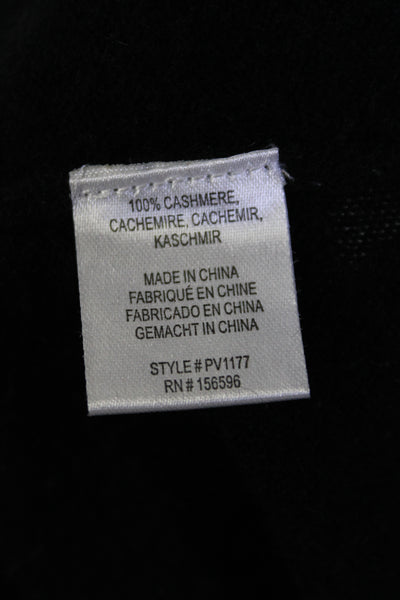 100% CASHMERE,
CACHEMIRE, CACHEMIR,
KASCHMIR
MADE IN CHINA
FABRIQUÉ EN CHINE
FABRICADO EN CHINA
GEMACHT IN CHINA
STYLE # PV1177
RN # 156596